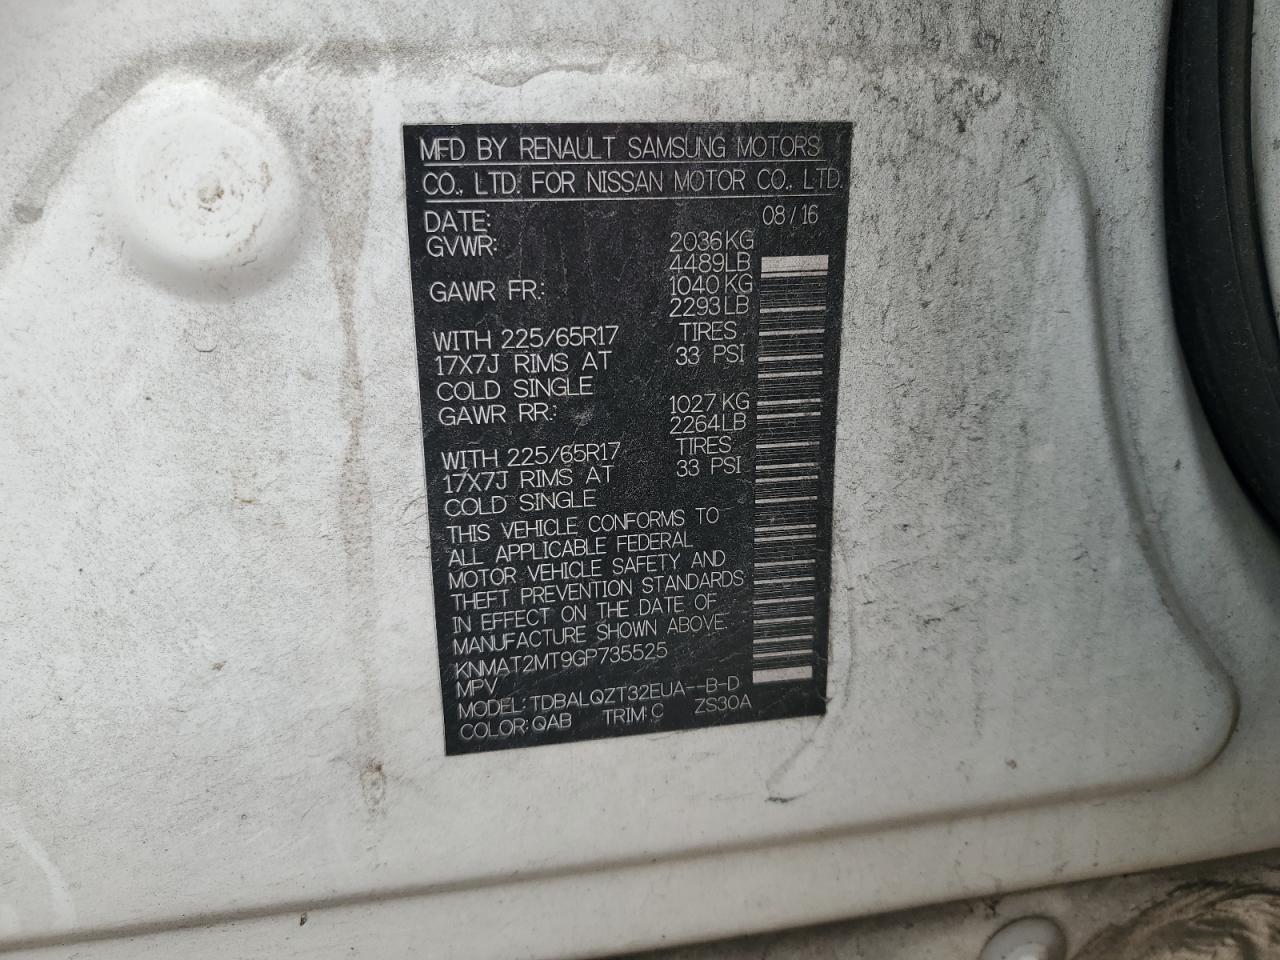 MFD BY RENAULT SAMSUNG MOTORS
CO., LTD. FOR NISSAN MOTOR CO., LTD.
DATE: 08/16
GVWR: 2036KG
4489LB
GAWR FR: 1040KG
2293LB
WITH 225/65R17 TIRES
17X7J RIMS AT 33 PSI
COLD SINGLE
GAWR RR: 1027KG
2264LB
WITH 225/65R17 TIRES
17X7J RIMS AT 33 PSI
COLD SINGLE
THIS VEHICLE CONFORMS TO
ALL APPLICABLE FEDERAL
MOTOR VEHICLE SAFETY AND
THEFT PREVENTION STANDARDS
IN EFFECT ON THE DATE OF
MANUFACTURE SHOWN ABOVE.
KNMAT2MT9GP735525
MPV
MODEL: TDBALQZT32EUA--B-D
COLOR: QAB TRIM: C ZS30A